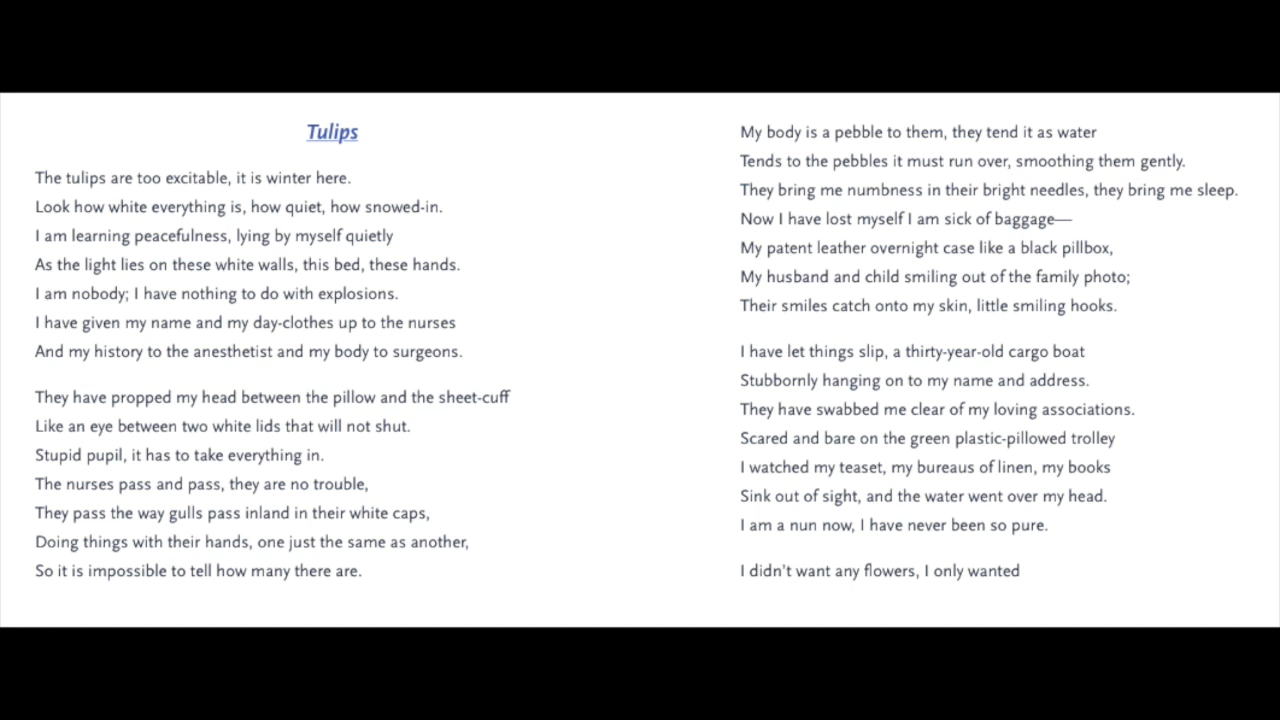 Tulips
The tulips are too excitable, it is winter here.
Look how white everything is, how quiet, how snowed-in.
I am learning peacefulness, lying by myself quietly
As the light lies on these white walls, this bed, these hands.
I am nobody; I have nothing to do with explosions.
I have given my name and my day-clothes up to the nurses
And my history to the anesthetist and my body to surgeons.
They have propped my head between the pillow and the sheet-cuff
Like an eye between two white lids that will not shut.
Stupid pupil, it has to take everything in.
The nurses pass and pass, they are no trouble,
They pass the way gulls pass inland in their white caps,
Doing things with their hands, one just the same as another,
So it is impossible to tell how many there are.
My body is a pebble to them, they tend it as water
Tends to the pebbles it must run over, smoothing them gently.
They bring me numbness in their bright needles, they bring me sleep.
Now I have lost myself I am sick of baggage—
My patent leather overnight case like a black pillbox,
My husband and child smiling out of the family photo;
Their smiles catch onto my skin, little smiling hooks.
I have let things slip, a thirty-year-old cargo boat
Stubbornly hanging on to my name and address.
They have swabbed me clear of my loving associations.
Scared and bare on the green plastic-pillowed trolley
I watched my teaset, my bureaus of linen, my books
Sink out of sight, and the water went over my head.
I am a nun now, I have never been so pure.
I didn't want any flowers, I only wanted